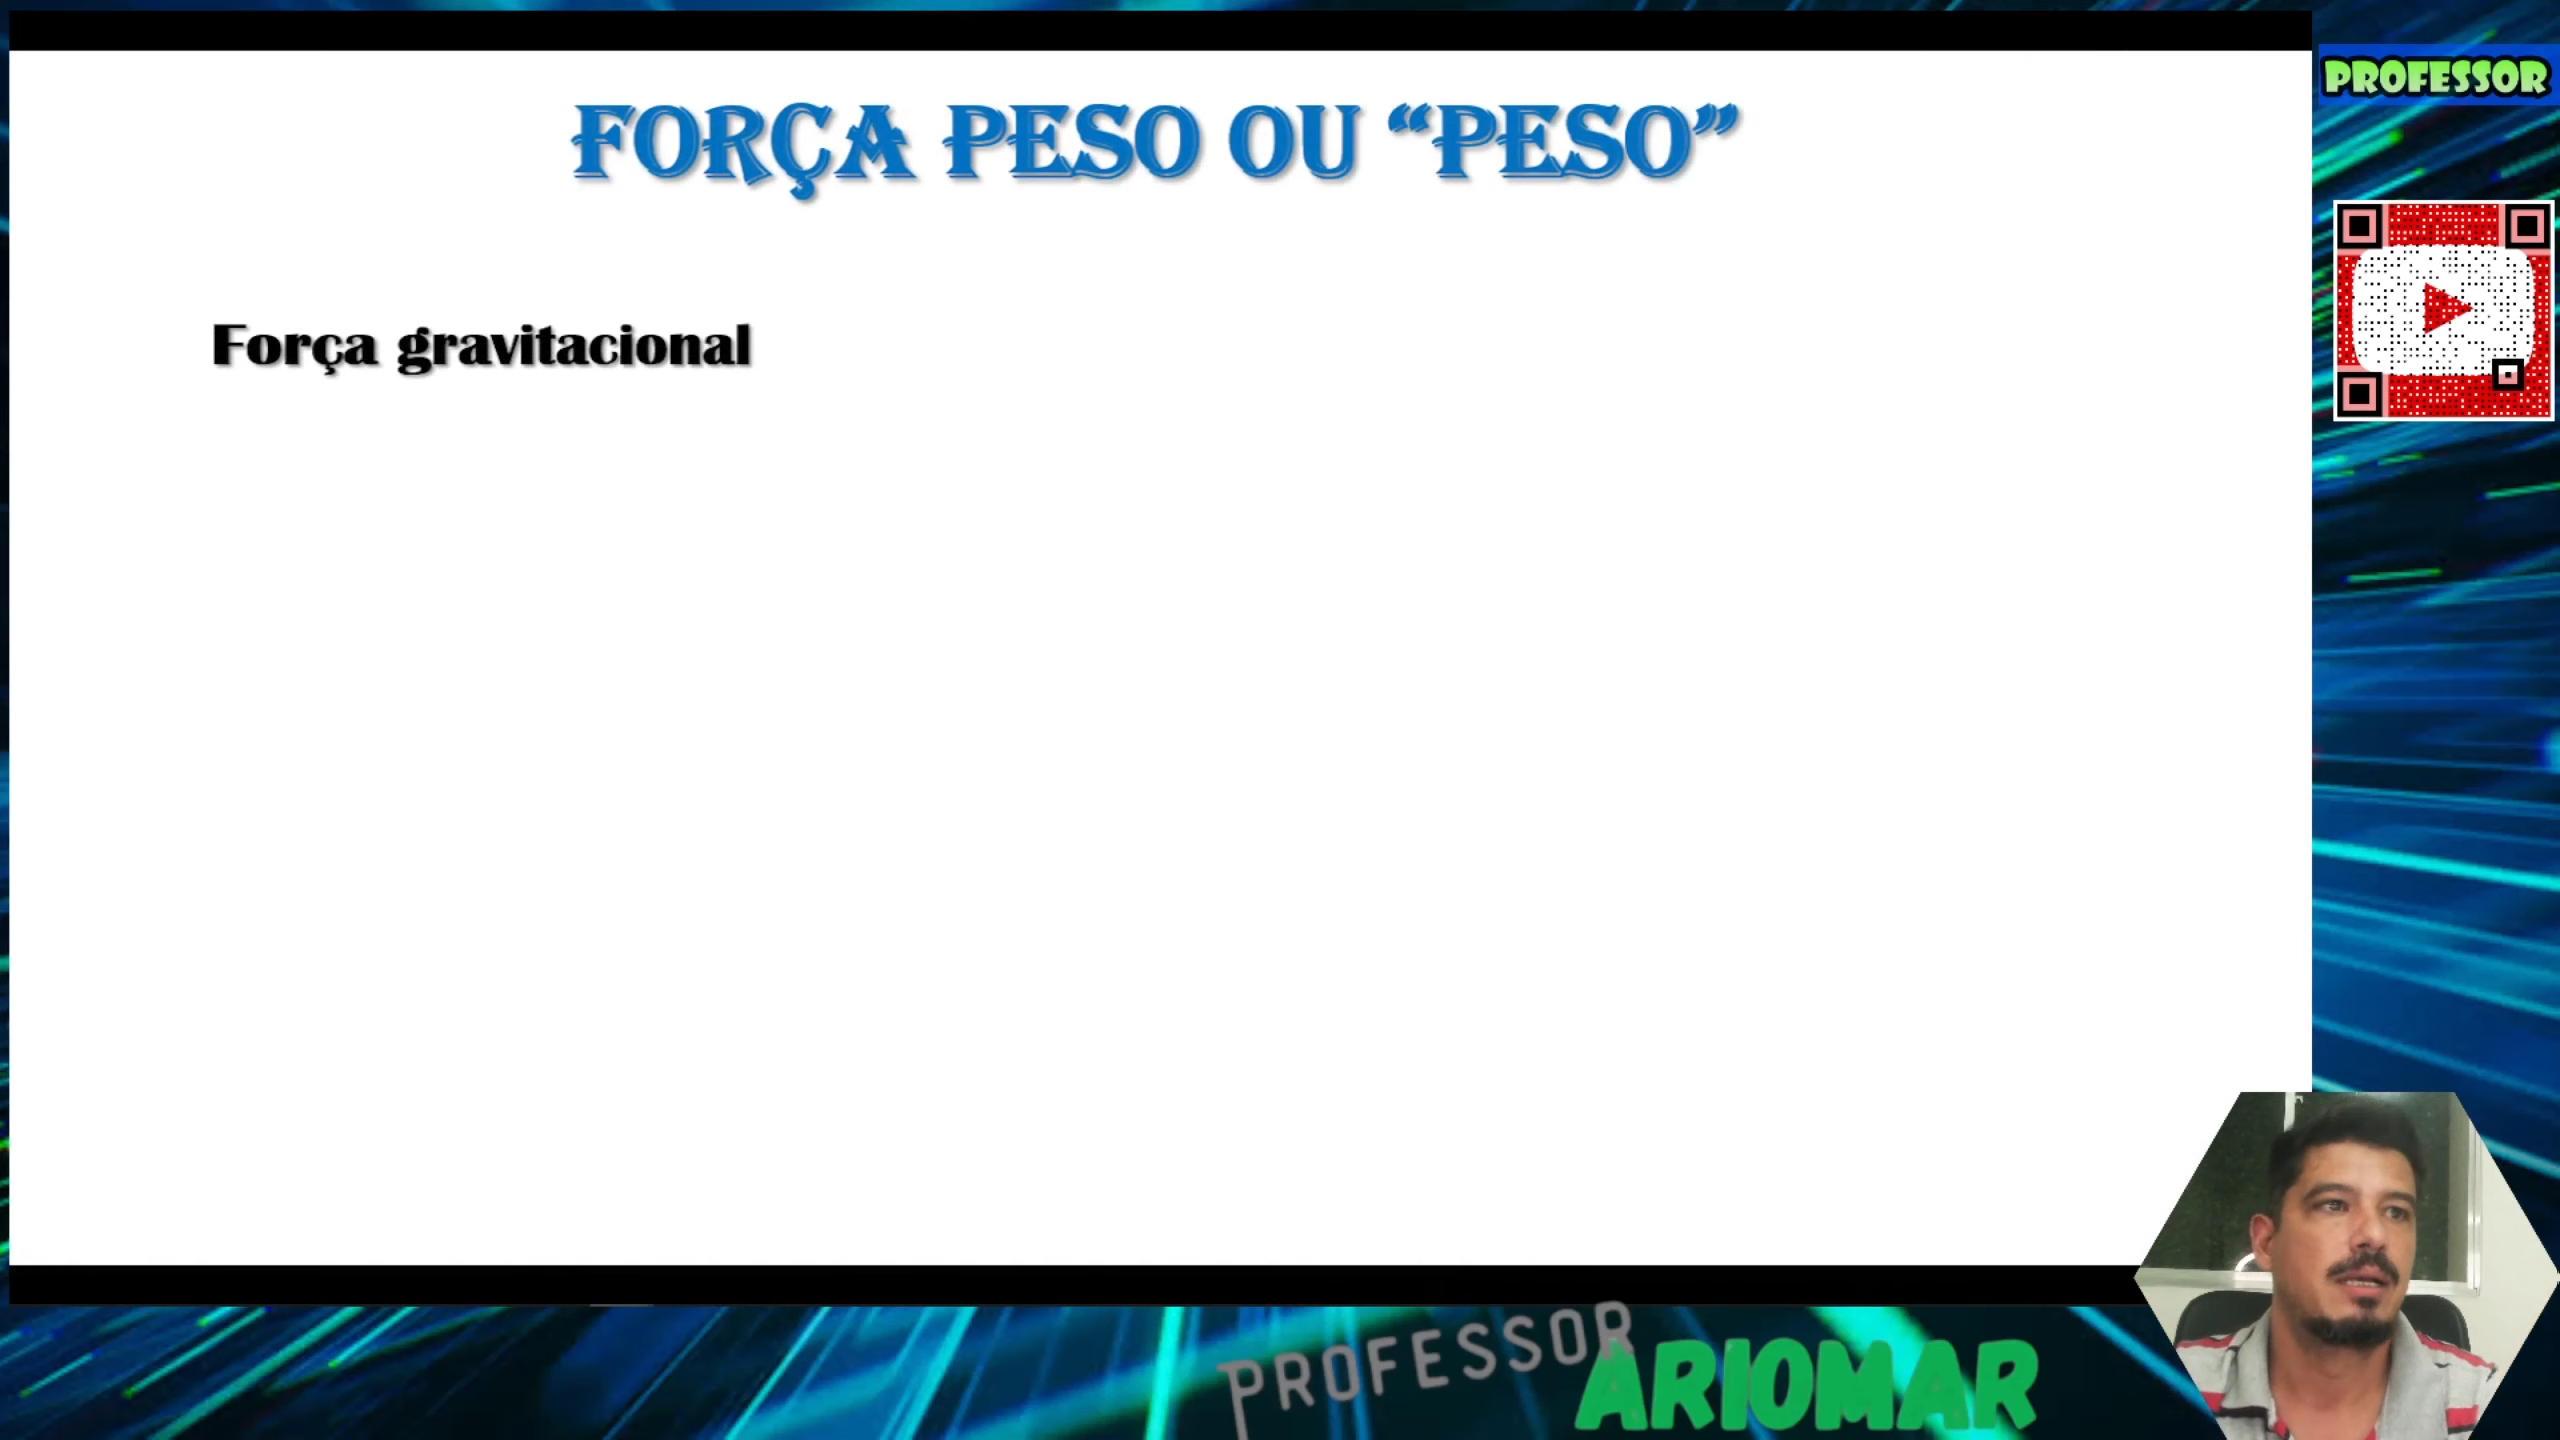 FORÇA PESO OU “PESO”
PROFESSOR
Força gravitacional
PROFESSOR
ARIOMAR